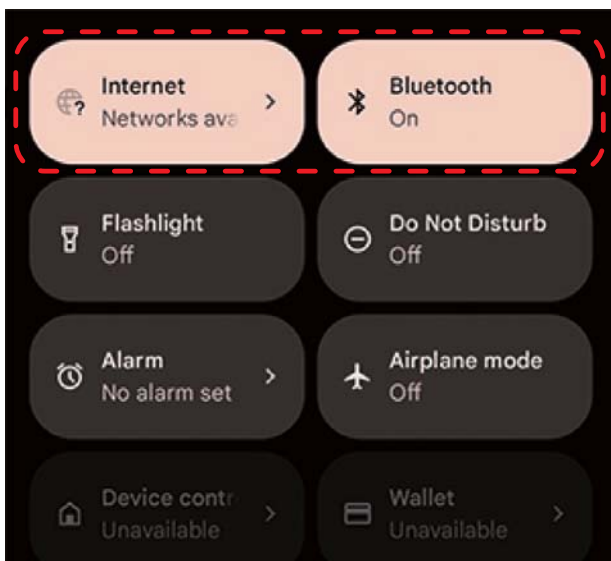 Internet
Networks ava
Bluetooth
On
Flashlight
Off
Do Not Disturb
Off
Alarm
No alarm set
Airplane mode
Off
Device contr
Unavailable
Wallet
Unavailable